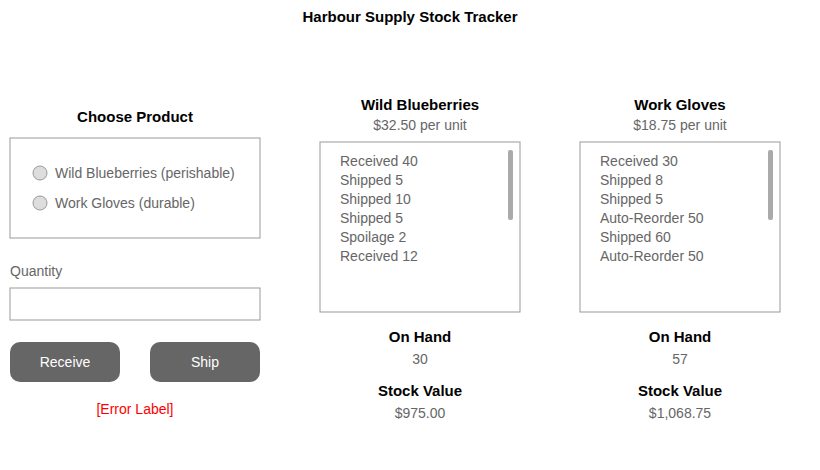 Harbour Supply Stock Tracker
Choose Product
Wild Blueberries (perishable)
Work Gloves (durable)
Quantity
Receive
Ship
[Error Label]
Wild Blueberries
$32.50 per unit
Received 40
Shipped 5
Shipped 10
Shipped 5
Spoilage 2
Received 12
On Hand
30
Stock Value
$975.00
Work Gloves
$18.75 per unit
Received 30
Shipped 8
Shipped 5
Auto-Reorder 50
Shipped 60
Auto-Reorder 50
On Hand
57
Stock Value
$1,068.75